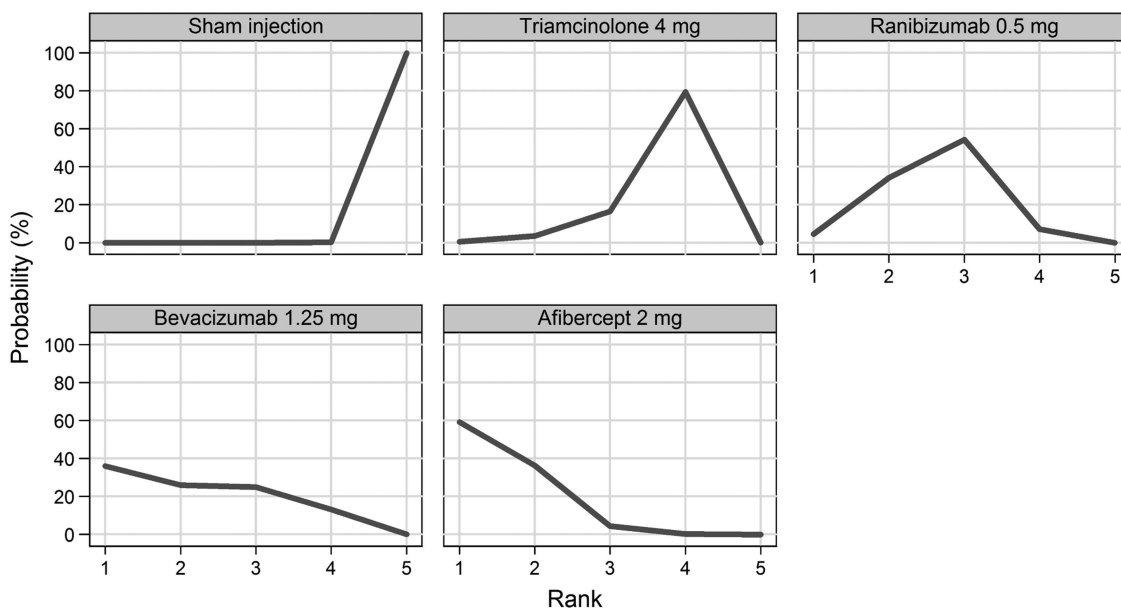 Sham injection
Triamcinolone 4 mg
Ranibizumab 0.5 mg
100
80
60
40
20
0
1 2 3 4 5
Probability (%)
Bevacizumab 1.25 mg
Afibercept 2 mg
100
80
60
40
20
0
1 2 3 4 5
1 2 3 4 5
Rank